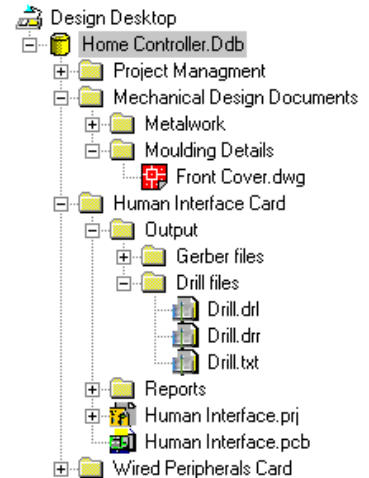 Design Desktop
Home Controller.Ddb
Project Managment
Mechanical Design Documents
Metalwork
Moulding Details
Front Cover.dwg
Human Interface Card
Output
Gerber files
Drill files
Drill.drl
Drill.drr
Drill.txt
Reports
Human Interface.prj
Human Interface.pcb
Wired Peripherals Card